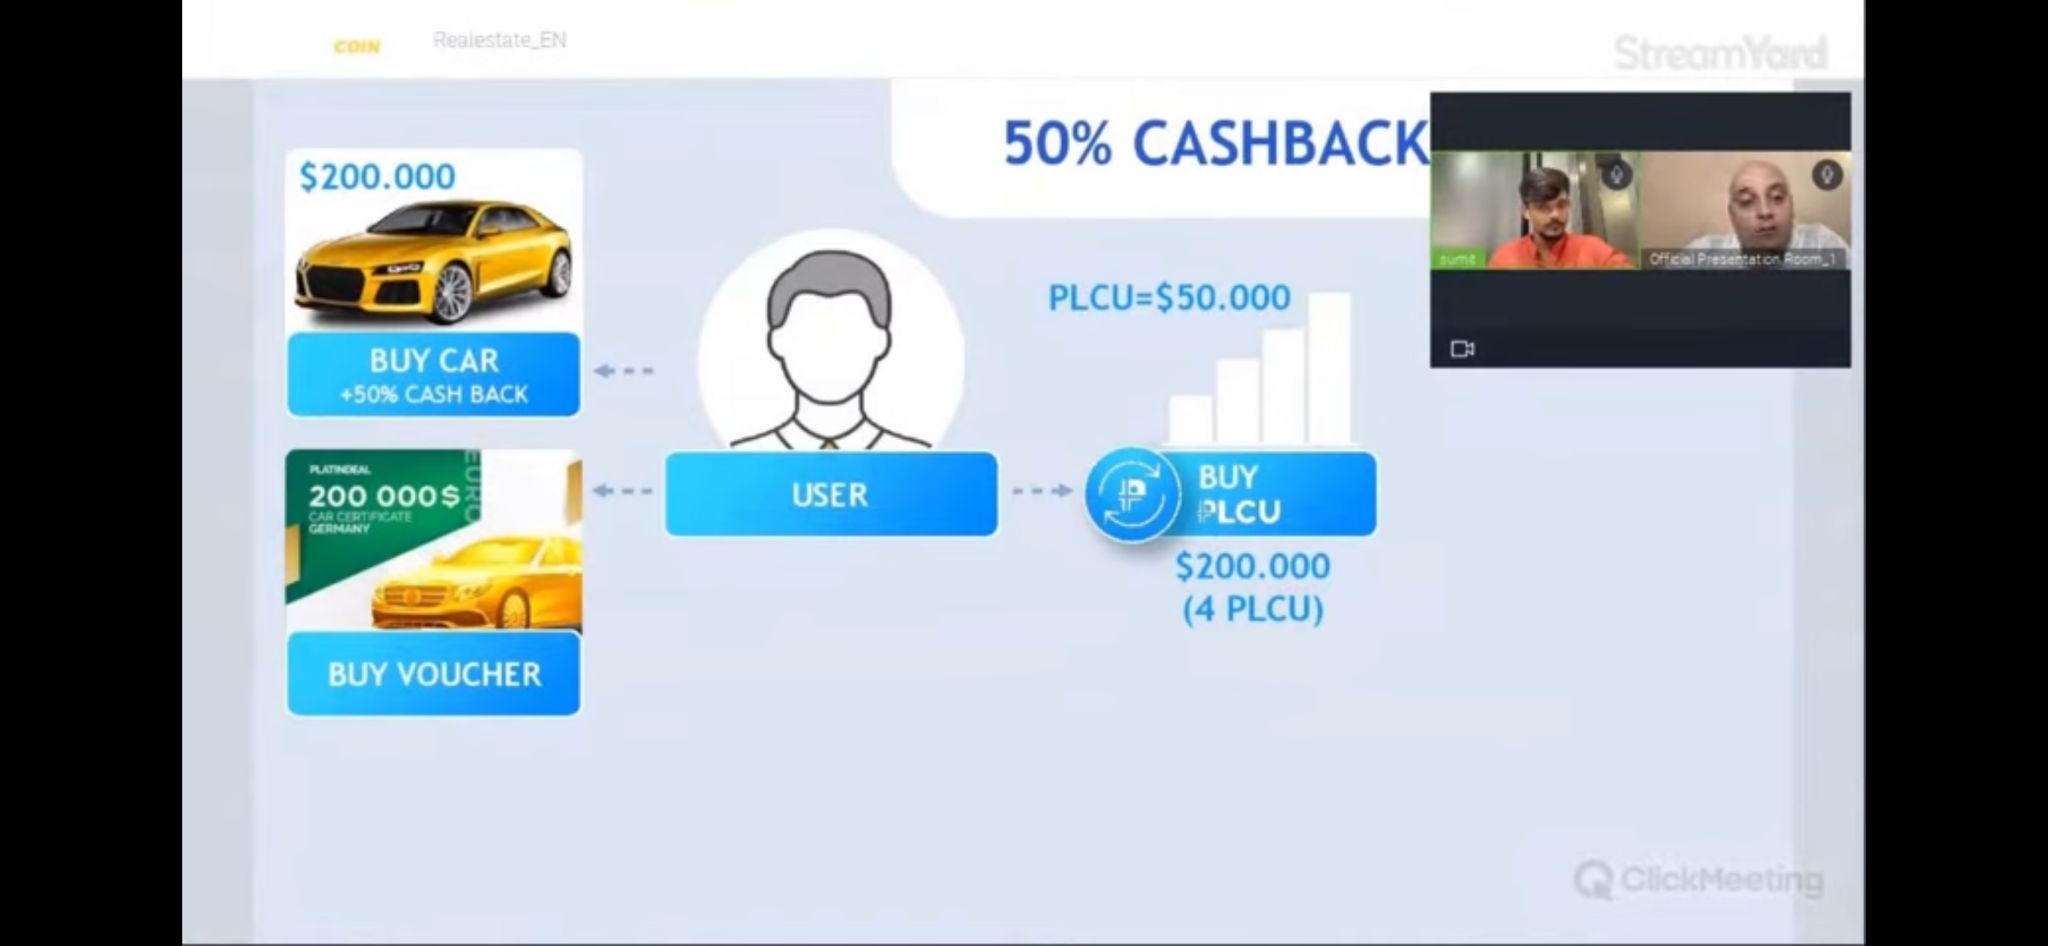 COIN
Realestate_EN
StreamYard
50% CASHBACK
$200.000
BUY CAR
+50% CASH BACK
PLATINDEAL
200 000$
CAR CERTIFICATE
GERMANY
EURO
BUY VOUCHER
USER
PLCU=$50.000
BUY
PLCU
$200.000
(4 PLCU)
sumit
Official Presentation Room_1
ClickMeeting